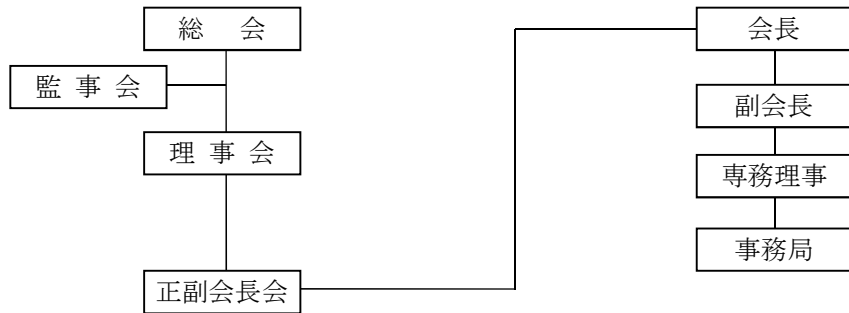 総　会
監 事 会
理 事 会
正副会長会
会長
副会長
専務理事
事務局